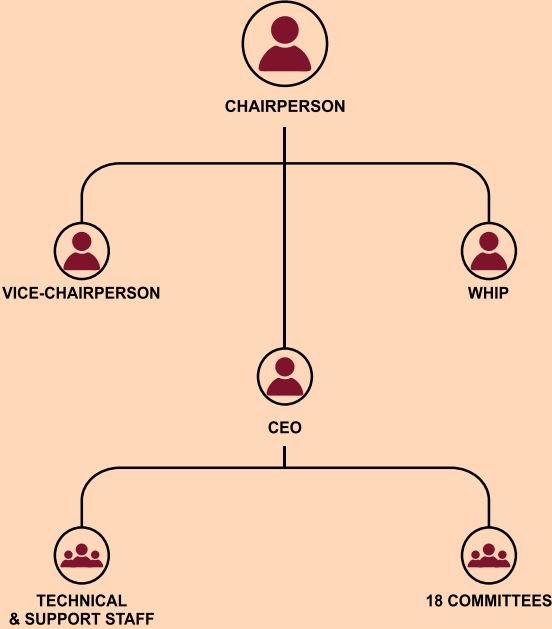 CHAIRPERSON
VICE-CHAIRPERSON
WHIP
CEO
TECHNICAL
& SUPPORT STAFF
18 COMMITTEES